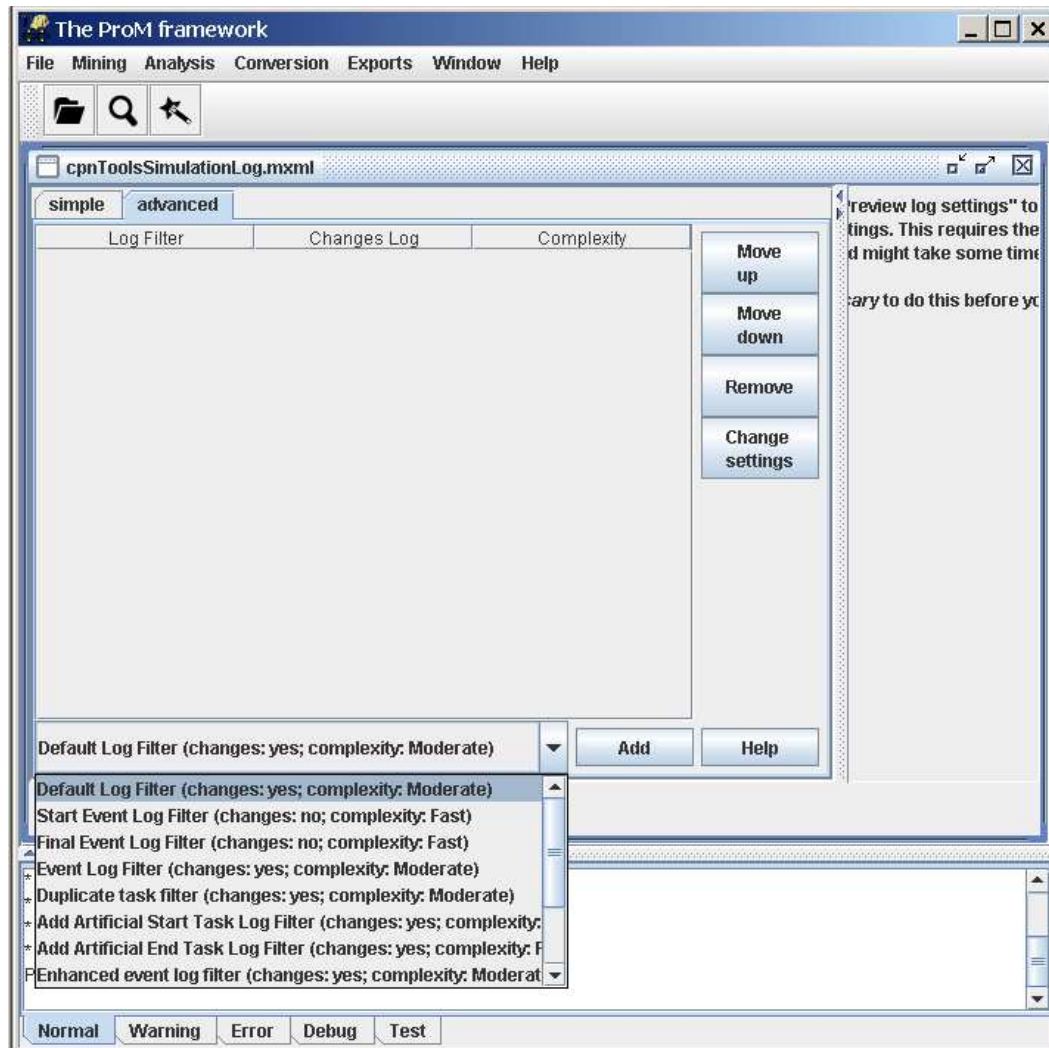 The ProM framework
File Mining Analysis Conversion Exports Window Help
cpnToolsSimulationLog.mxml
simple advanced
Log Filter Changes Log Complexity
Move up
Move down
Remove
Change settings
review log settings" to
tings. This requires the
d might take some time
ary to do this before yo
Default Log Filter (changes: yes; complexity: Moderate) Add Help
Default Log Filter (changes: yes; complexity: Moderate)
Start Event Log Filter (changes: no; complexity: Fast)
Final Event Log Filter (changes: no; complexity: Fast)
Event Log Filter (changes: yes; complexity: Moderate)
Duplicate task filter (changes: yes; complexity: Moderate)
Add Artificial Start Task Log Filter (changes: yes; complexity:
Add Artificial End Task Log Filter (changes: yes; complexity: F
Enhanced event log filter (changes: yes; complexity: Moderat
Normal Warning Error Debug Test